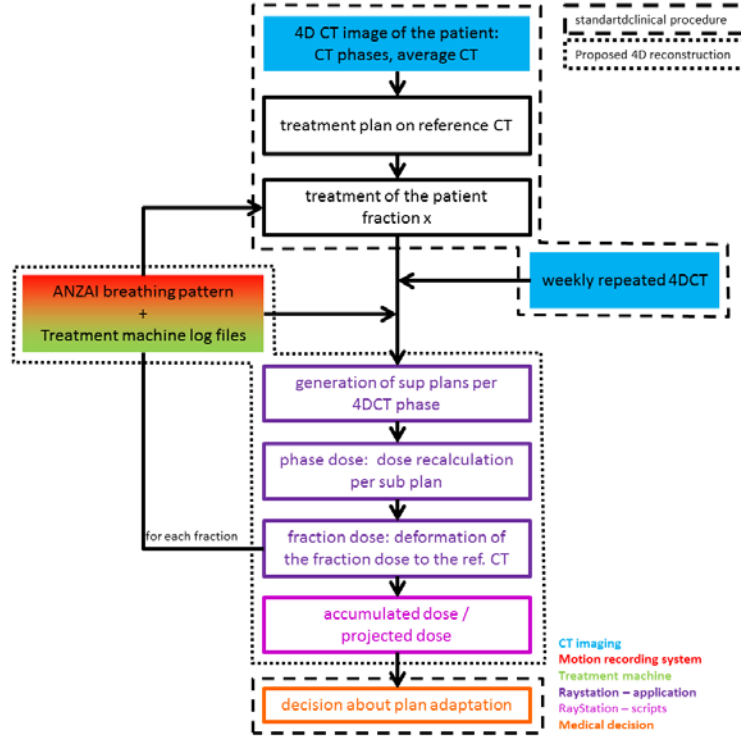 4D CT image of the patient:
CT phases, average CT
standartdclinical procedure
Proposed 4D reconstruction
treatment plan on reference CT
treatment of the patient
fraction x
weekly repeated 4DCT
ANZAI breathing pattern
+
Treatment machine log files
generation of sup plans per
4DCT phase
phase dose: dose recalculation
per sub plan
for each fraction
fraction dose: deformation of
the fraction dose to the ref. CT
accumulated dose /
projected dose
decision about plan adaptation
CT imaging
Motion recording system
Treatment machine
Raystation – application
RayStation – scripts
Medical decision